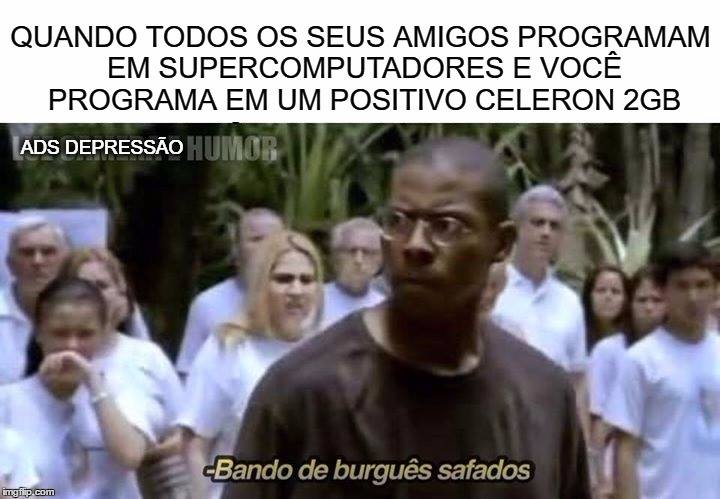 QUANDO TODOS OS SEUS AMIGOS PROGRAMAM
EM SUPERCOMPUTADORES E VOCÊ
PROGRAMA EM UM POSITIVO CELERON 2GB
ADS DEPRESSÃO
HUMOR
-Bando de burguês safados
imgflip.com